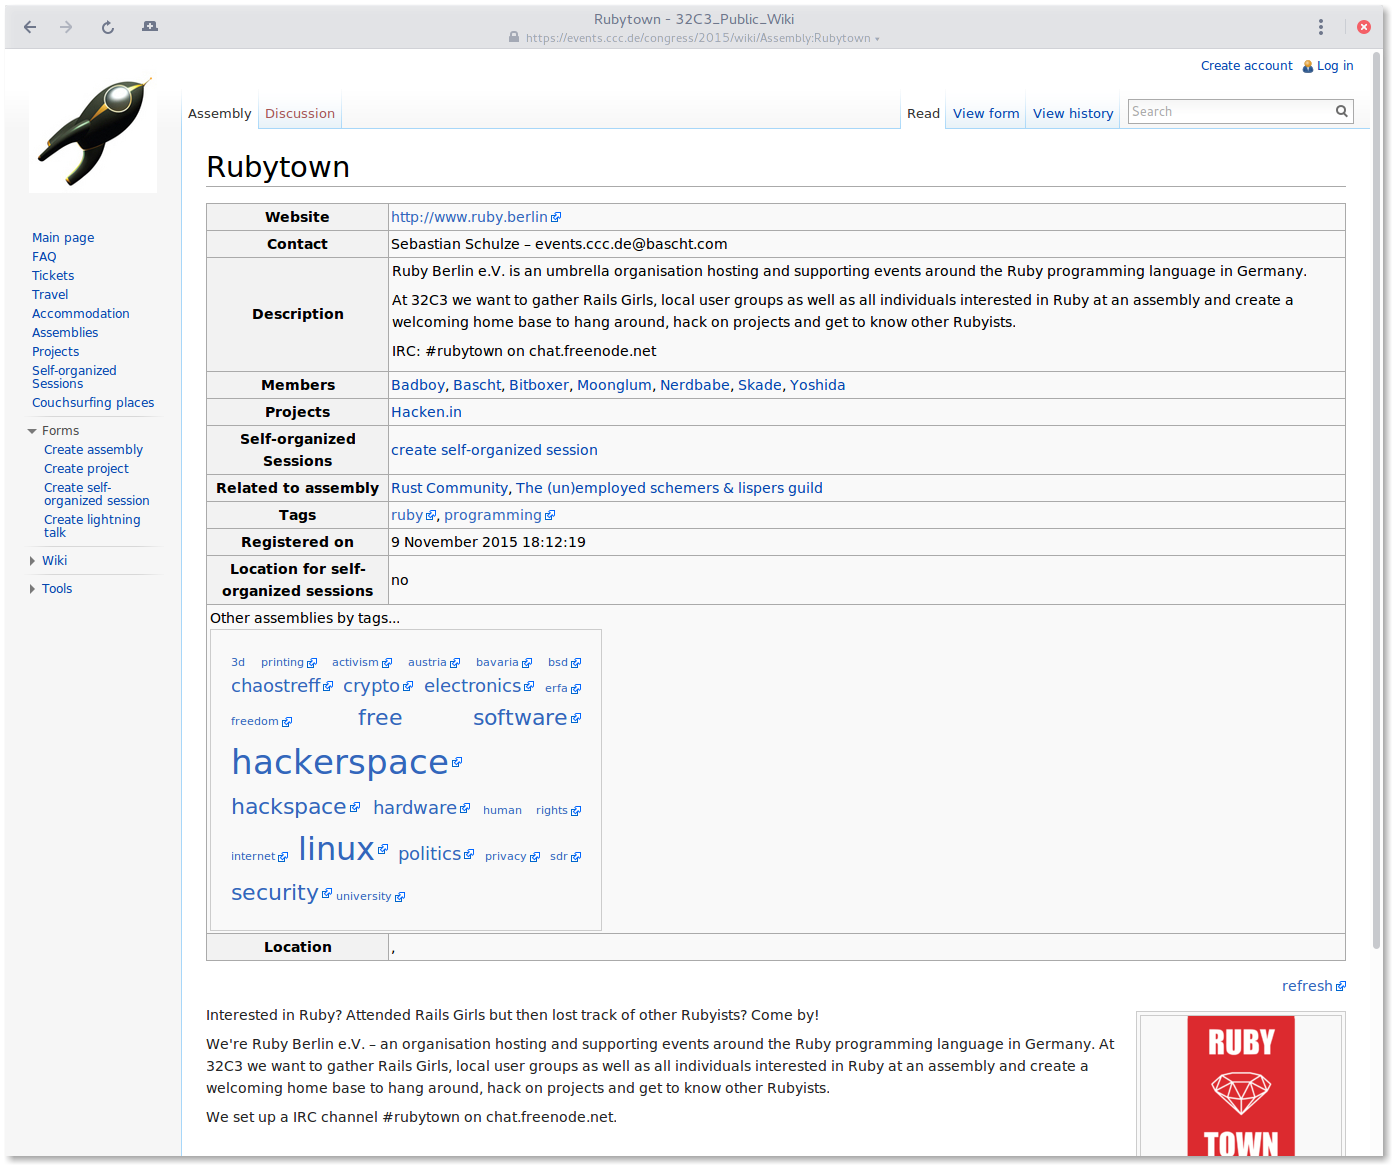 Rubytown - 32C3_Public_Wiki
https://events.ccc.de/congress/2015/wiki/Assembly:Rubytown
Create account Log in
Assembly Discussion Read View form View history Search
Main page
FAQ
Tickets
Travel
Accommodation
Assemblies
Projects
Self-organized
Sessions
Couchsurfing places
Forms
Create assembly
Create project
Create self-
organized session
Create lightning
talk
Wiki
Tools
Rubytown
Website http://www.ruby.berlin
Contact Sebastian Schulze – events.ccc.de@bascht.com
Description
Ruby Berlin e.V. is an umbrella organisation hosting and supporting events around the Ruby programming language in Germany.
At 32C3 we want to gather Rails Girls, local user groups as well as all individuals interested in Ruby at an assembly and create a
welcoming home base to hang around, hack on projects and get to know other Rubyists.
IRC: #rubytown on chat.freenode.net
Members Badboy, Bascht, Bitboxer, Moonglum, Nerdbabe, Skade, Yoshida
Projects Hacken.in
Self-organized
Sessions
create self-organized session
Related to assembly Rust Community, The (un)employed schemers & lispers guild
Tags ruby, programming
Registered on 9 November 2015 18:12:19
Location for self-
organized sessions
no
Other assemblies by tags...
3d printing activism austria bavaria bsd
chaostreff crypto electronics erfa
freedom free software
hackerspace
hackspace hardware human rights
internet linux politics privacy sdr
security university
Location ,
refresh
Interested in Ruby? Attended Rails Girls but then lost track of other Rubyists? Come by!
We're Ruby Berlin e.V. – an organisation hosting and supporting events around the Ruby programming language in Germany. At
32C3 we want to gather Rails Girls, local user groups as well as all individuals interested in Ruby at an assembly and create a
welcoming home base to hang around, hack on projects and get to know other Rubyists.
We set up a IRC channel #rubytown on chat.freenode.net.
RUBY
TOWN